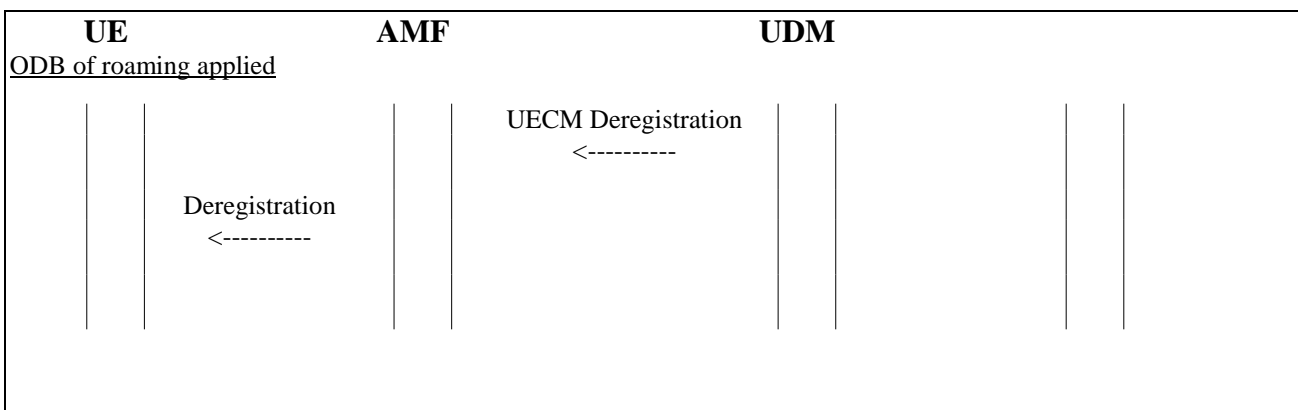 UE AMF UDM
ODB of roaming applied
UECM Deregistration
<----------
Deregistration
<----------